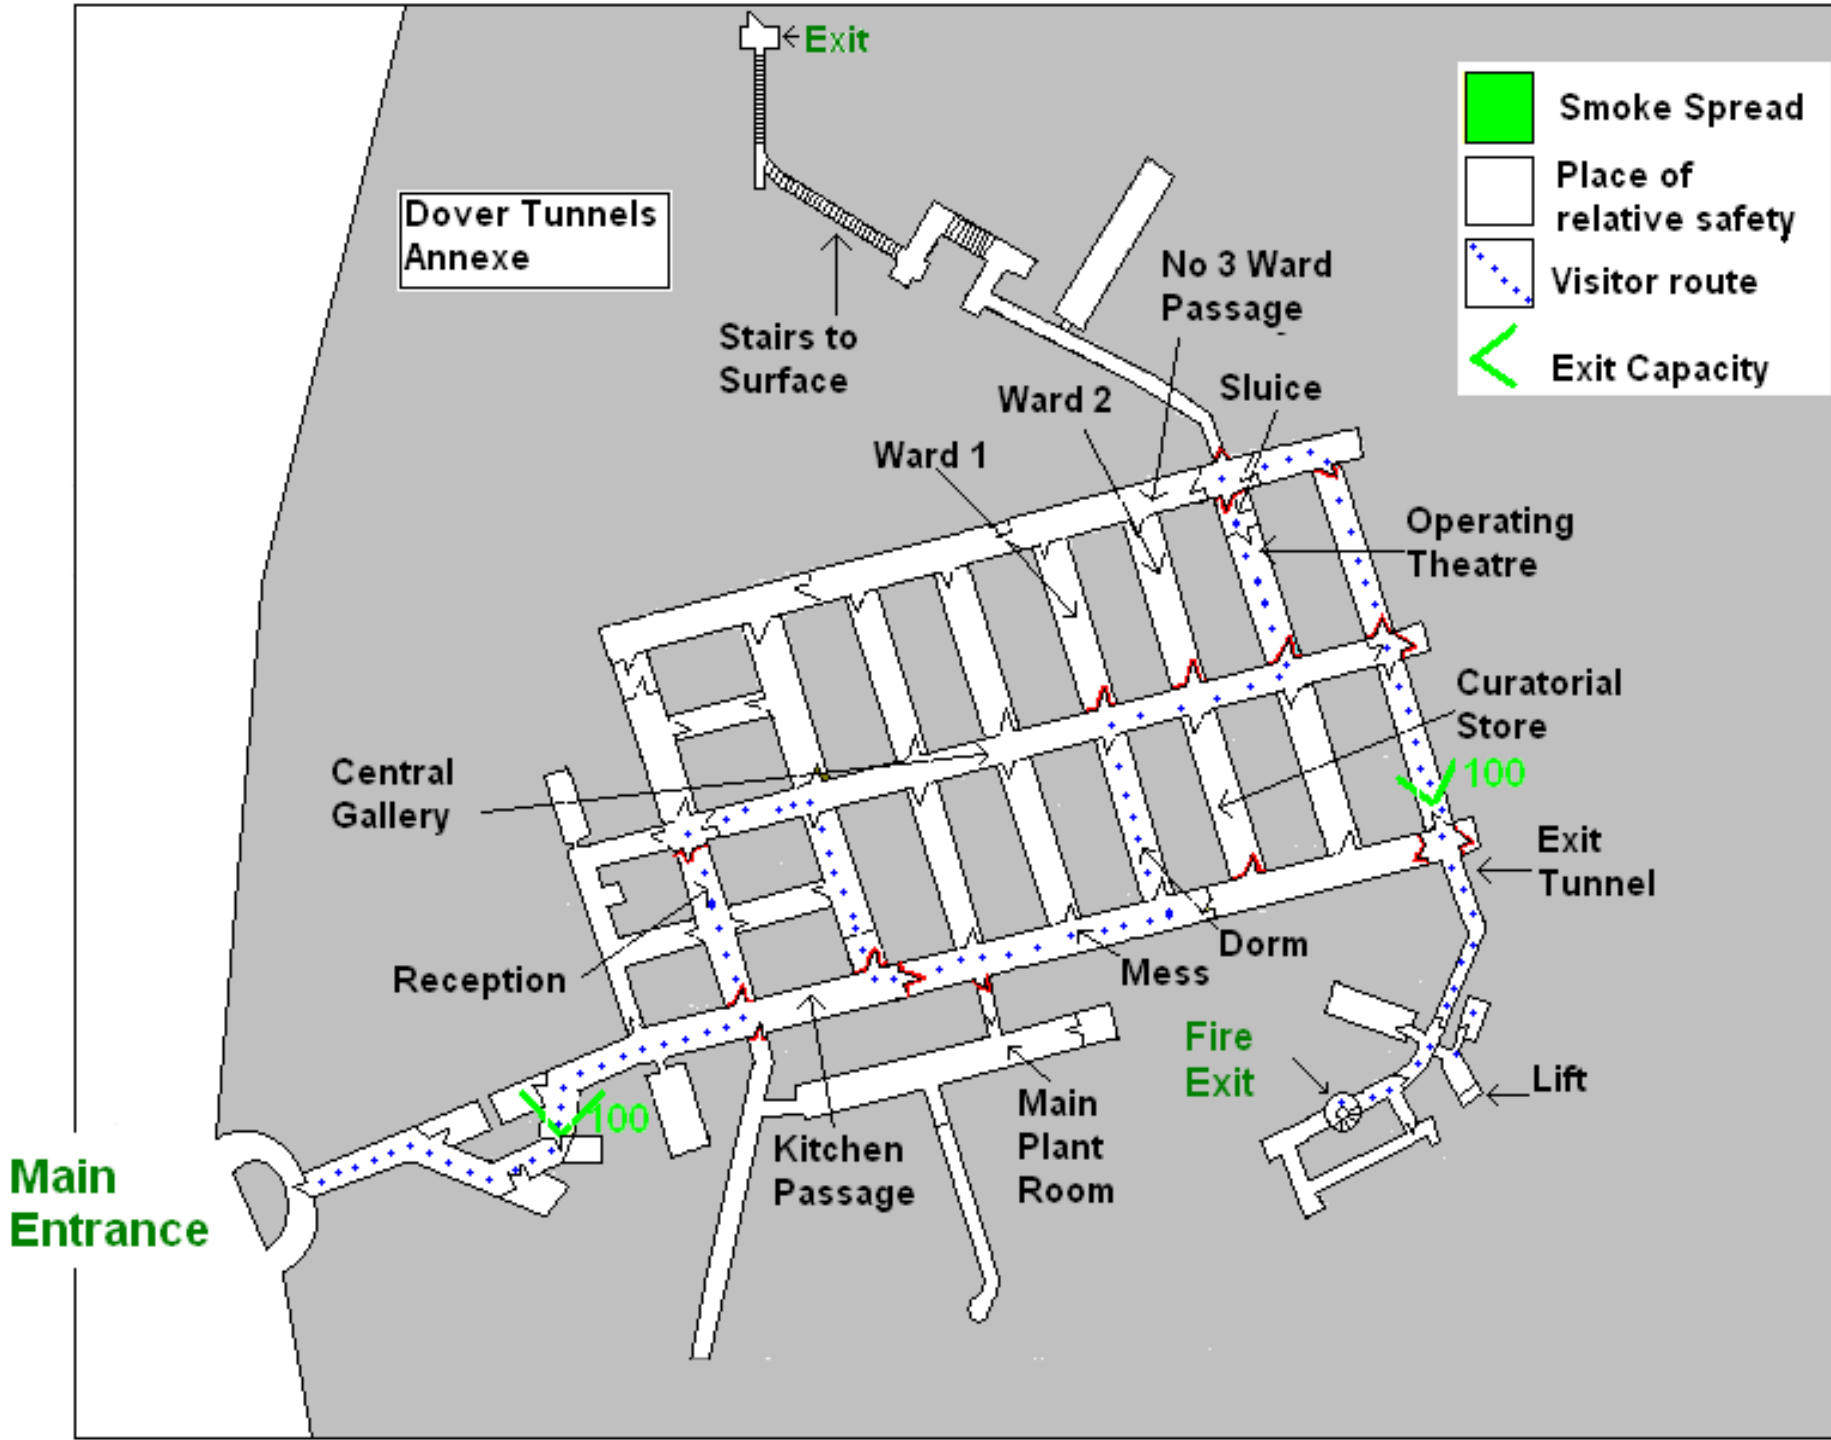 Exit
Smoke Spread
Place of
relative safety
Visitor route
Exit Capacity
Dover Tunnels
Annexe
No 3 Ward
Passage
Stairs to
Surface
Ward 2
Sluice
Ward 1
Operating
Theatre
Curatorial
Store
Central
Gallery
100
Exit
Tunnel
Dorm
Mess
Reception
Fire
Exit
Lift
100
Main
Plant
Room
Kitchen
Passage
Main
Entrance